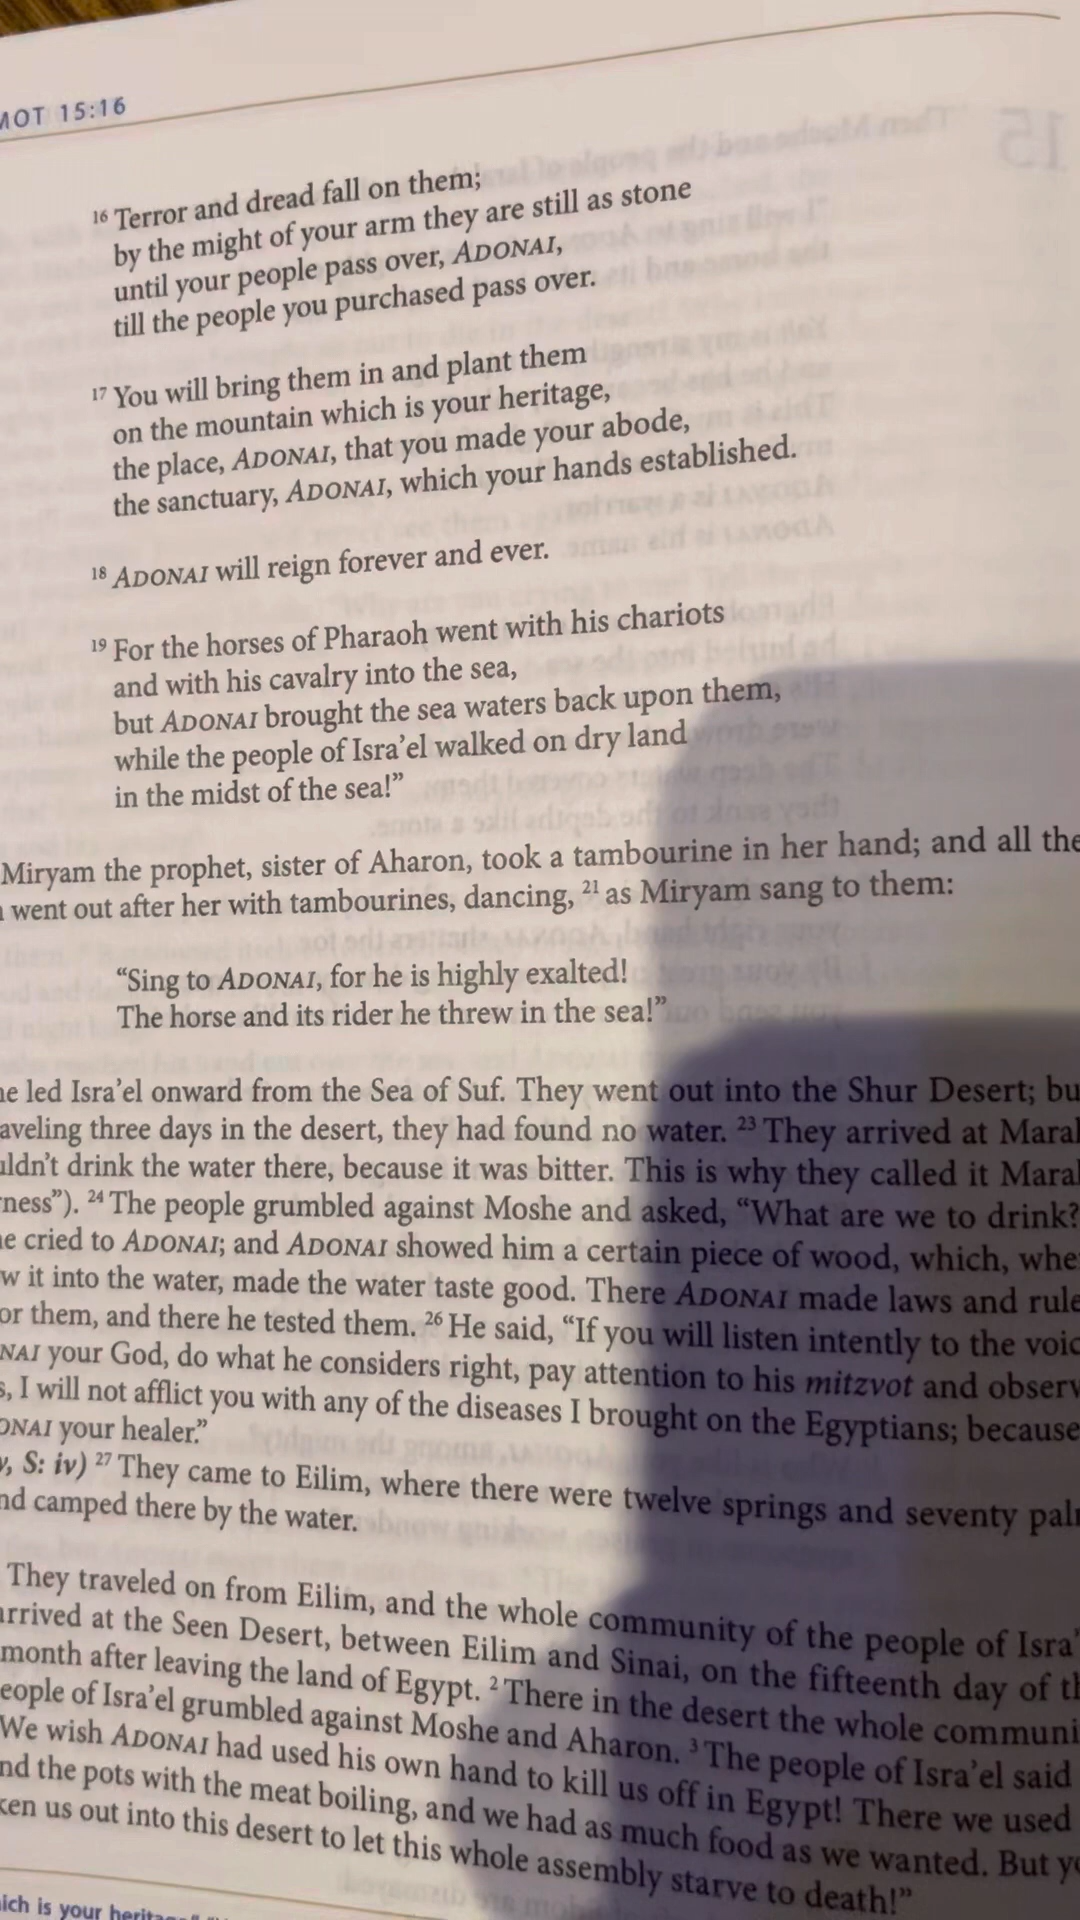 15:16
16 Terror and dread fall on them;
by the might of your arm they are still as stone
until your people pass over, ADONAI,
till the people you purchased pass over.
17 You will bring them in and plant them
on the mountain which is your heritage,
the place, ADONAI, that you made your abode,
the sanctuary, ADONAI, which your hands established.
18 ADONAI will reign forever and ever.
19 For the horses of Pharaoh went with his chariots
and with his cavalry into the sea,
but ADONAI brought the sea waters back upon them,
while the people of Isra’el walked on dry land
in the midst of the sea!”
Miryam the prophet, sister of Aharon, took a tambourine in her hand; and all the
went out after her with tambourines, dancing, 21 as Miryam sang to them:
“Sing to ADONAI, for he is highly exalted!
The horse and its rider he threw in the sea!”
led Isra’el onward from the Sea of Suf. They went out into the Shur Desert; bu
aveling three days in the desert, they had found no water. 23 They arrived at Marah
uldn’t drink the water there, because it was bitter. This is why they called it Marah
ness”). 24 The people grumbled against Moshe and asked, “What are we to drink?
cried to ADONAI; and ADONAI showed him a certain piece of wood, which, whe
w it into the water, made the water taste good. There ADONAI made laws and rule
or them, and there he tested them. 26 He said, “If you will listen intently to the voic
NAI your God, do what he considers right, pay attention to his mitzvot and observ
s, I will not afflict you with any of the diseases I brought on the Egyptians; because
ONAI your healer.”
S: iv) 27 They came to Eilim, where there were twelve springs and seventy palm
nd camped there by the water.
They traveled on from Eilim, and the whole community of the people of Isra’
arrived at the Seen Desert, between Eilim and Sinai, on the fifteenth day of th
month after leaving the land of Egypt. 2 There in the desert the whole communi
eople of Isra’el grumbled against Moshe and Aharon. 3 The people of Isra’el said
We wish ADONAI had used his own hand to kill us off in Egypt! There we used
nd the pots with the meat boiling, and we had as much food as we wanted. But yo
ken us out into this desert to let this whole assembly starve to death!”
ich is your heritage